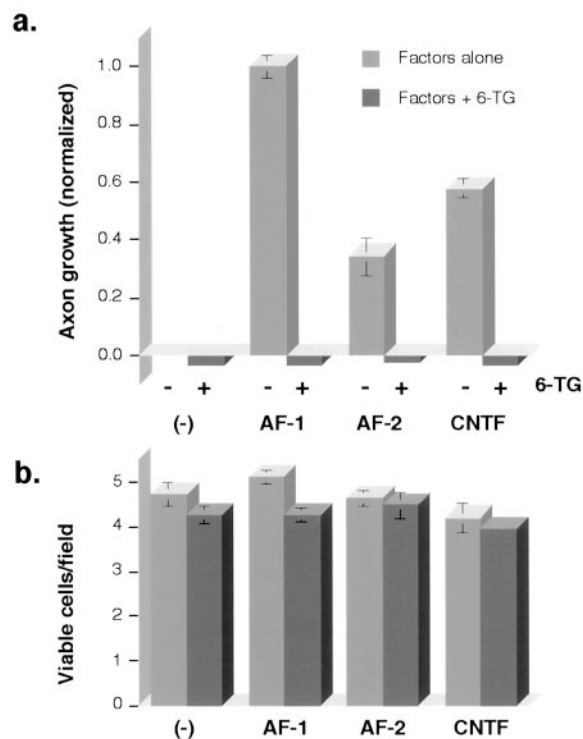 a.
Axon growth (normalized)
1.0
0.8
0.6
0.4
0.2
0.0
Factors alone
Factors + 6-TG
- + - + - + - + 6-TG
(-) AF-1 AF-2 CNTF
b.
Viable cells/field
5
4
3
2
1
0
(-) AF-1 AF-2 CNTF